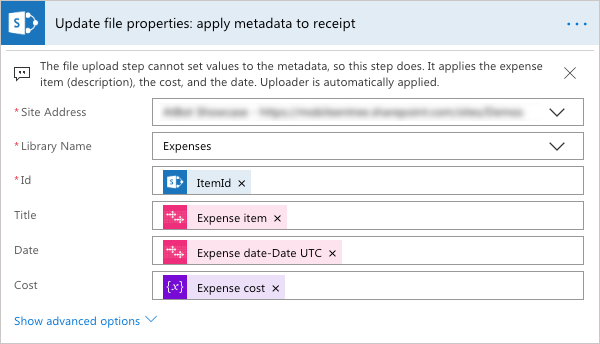 Update file properties: apply metadata to receipt
The file upload step cannot set values to the metadata, so this step does. It applies the expense
item (description), the cost, and the date. Uploader is automatically applied.
* Site Address
* Library Name Expenses
* Id ItemId ×
Title Expense item ×
Date Expense date-Date UTC ×
Cost {x} Expense cost ×
Show advanced options